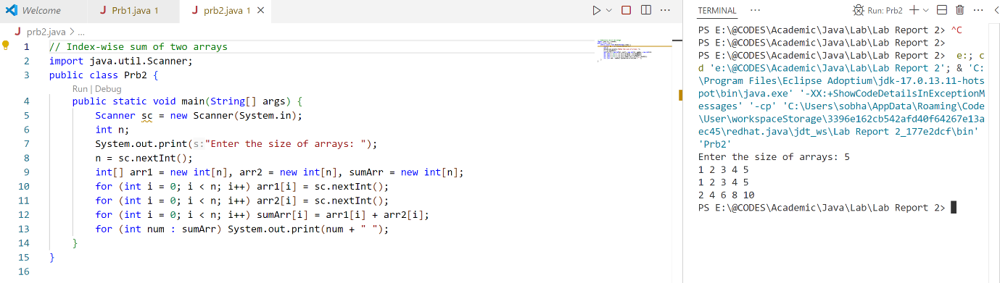 Welcome
Prb1.java 1
prb2.java 1
prb2.java > ...
1 // Index-wise sum of two arrays
2 import java.util.Scanner;
3 public class Prb2 {
Run | Debug
4 public static void main(String[] args) {
5 Scanner sc = new Scanner(System.in);
6 int n;
7 System.out.print(s:"Enter the size of arrays: ");
8 n = sc.nextInt();
9 int[] arr1 = new int[n], arr2 = new int[n], sumArr = new int[n];
10 for (int i = 0; i < n; i++) arr1[i] = sc.nextInt();
11 for (int i = 0; i < n; i++) arr2[i] = sc.nextInt();
12 for (int i = 0; i < n; i++) sumArr[i] = arr1[i] + arr2[i];
13 for (int num : sumArr) System.out.print(num + " ");
14 }
15 }
16
TERMINAL ... Run: Prb2
PS E:\@CODES\Academic\Java\Lab\Lab Report 2> ^C
PS E:\@CODES\Academic\Java\Lab\Lab Report 2>
PS E:\@CODES\Academic\Java\Lab\Lab Report 2> e:; c
d 'e:\@CODES\Academic\Java\Lab\Lab Report 2'; & 'C:
\Program Files\Eclipse Adoptium\jdk-17.0.13.11-hots
pot\bin\java.exe' '-XX:+ShowCodeDetailsInExceptionM
essages' '-cp' 'C:\Users\sobha\AppData\Roaming\Code
\User\workspaceStorage\3396e162cb542afd40f64267e13a
ec45\redhat.java\jdt_ws\Lab Report 2_177e2dcf\bin'
'Prb2'
Enter the size of arrays: 5
1 2 3 4 5
1 2 3 4 5
2 4 6 8 10
PS E:\@CODES\Academic\Java\Lab\Lab Report 2>